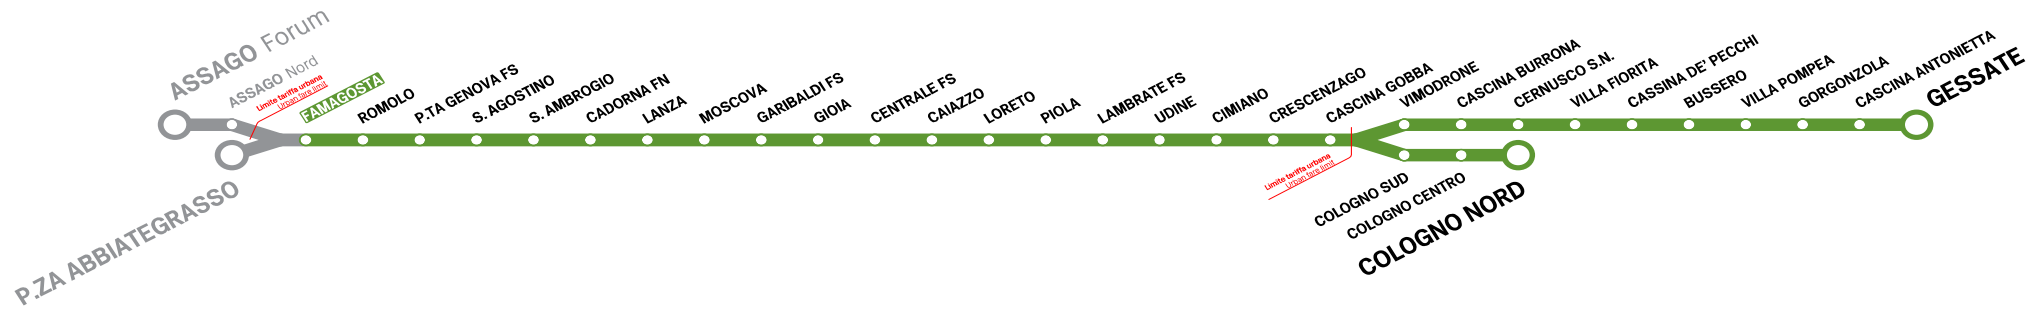 ASSAGO Forum
ASSAGO Nord
Limite tariffa urbana
Urban fare limit
P.ZA ABBIATEGRASSO
FAMAGOSTA
ROMOLO
P.TA GENOVA FS
S. AGOSTINO
S. AMBROGIO
CADORNA FN
LANZA
MOSCOVA
GARIBALDI FS
GIOIA
CENTRALE FS
CAIAZZO
LORETO
PIOLA
LAMBRATE FS
UDINE
CIMIANO
CRESCENZAGO
CASCINA GOBBA
Limite tariffa urbana
Urban fare limit
VIMODRONE
CASCINA BURRONA
CERNUSCO S.N.
VILLA FIORITA
CASSINA DE' PECCHI
BUSSERO
VILLA POMPEA
GORGONZOLA
CASCINA ANTONIETTA
GESSATE
COLOGNO SUD
COLOGNO CENTRO
COLOGNO NORD